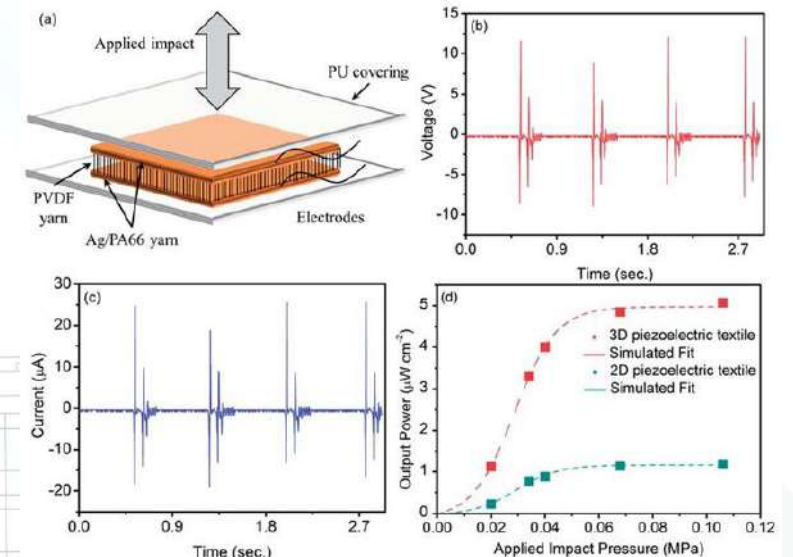 (a)
Applied impact
PU covering
PVDF
yarn
Ag/PA66 yarn
Electrodes
(b)
Voltage (V)
15
10
5
0
-5
-10
0.0 0.9 1.8 2.7
Time (sec.)
(c)
Current (μA)
30
20
10
0
-10
-20
0.0 0.9 1.8 2.7
Time (sec.)
(d)
Output Power (μW cm⁻²)
5
4
3
2
1
0
3D piezoelectric textile
Simulated Fit
2D piezoelectric textile
Simulated Fit
0.00 0.02 0.04 0.06 0.08 0.10 0.12
Applied Impact Pressure (MPa)